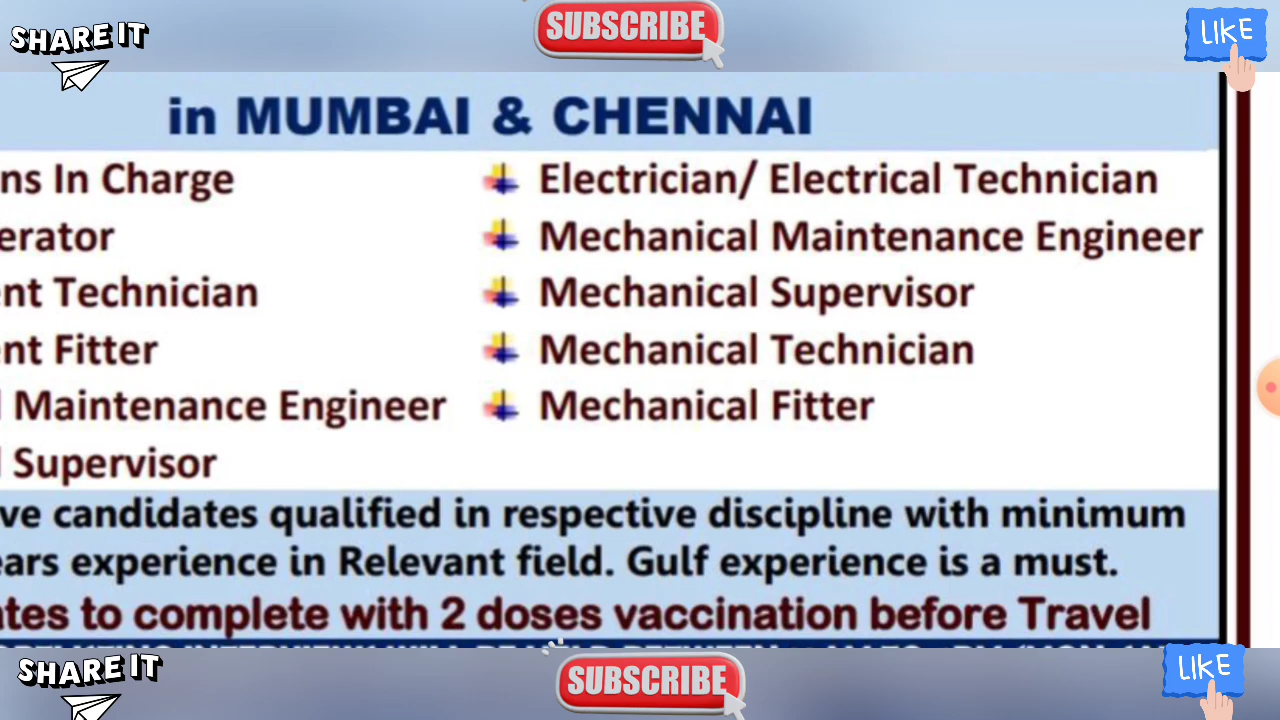 SHARE IT
SUBSCRIBE
LIKE
in MUMBAI & CHENNAI
ns In Charge
erator
ent Technician
ent Fitter
l Maintenance Engineer
l Supervisor
Electrician/ Electrical Technician
Mechanical Maintenance Engineer
Mechanical Supervisor
Mechanical Technician
Mechanical Fitter
ve candidates qualified in respective discipline with minimum
ears experience in Relevant field. Gulf experience is a must.
ates to complete with 2 doses vaccination before Travel
SHARE IT
SUBSCRIBE
LIKE